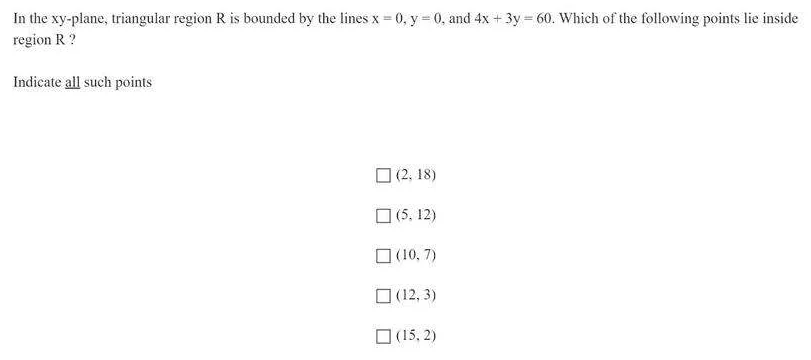 In the xy-plane, triangular region R is bounded by the lines x = 0, y = 0, and 4x + 3y = 60. Which of the following points lie inside
region R ?
Indicate all such points
(2, 18)
(5, 12)
(10, 7)
(12, 3)
(15, 2)